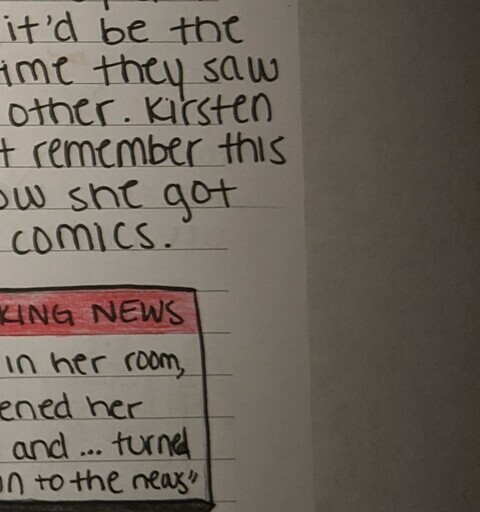 it'd be the
ime they saw
other. Kirsten
t remember this
ow she got
comics.
KING NEWS
in her room,
ened her
and... turned
on to the news"